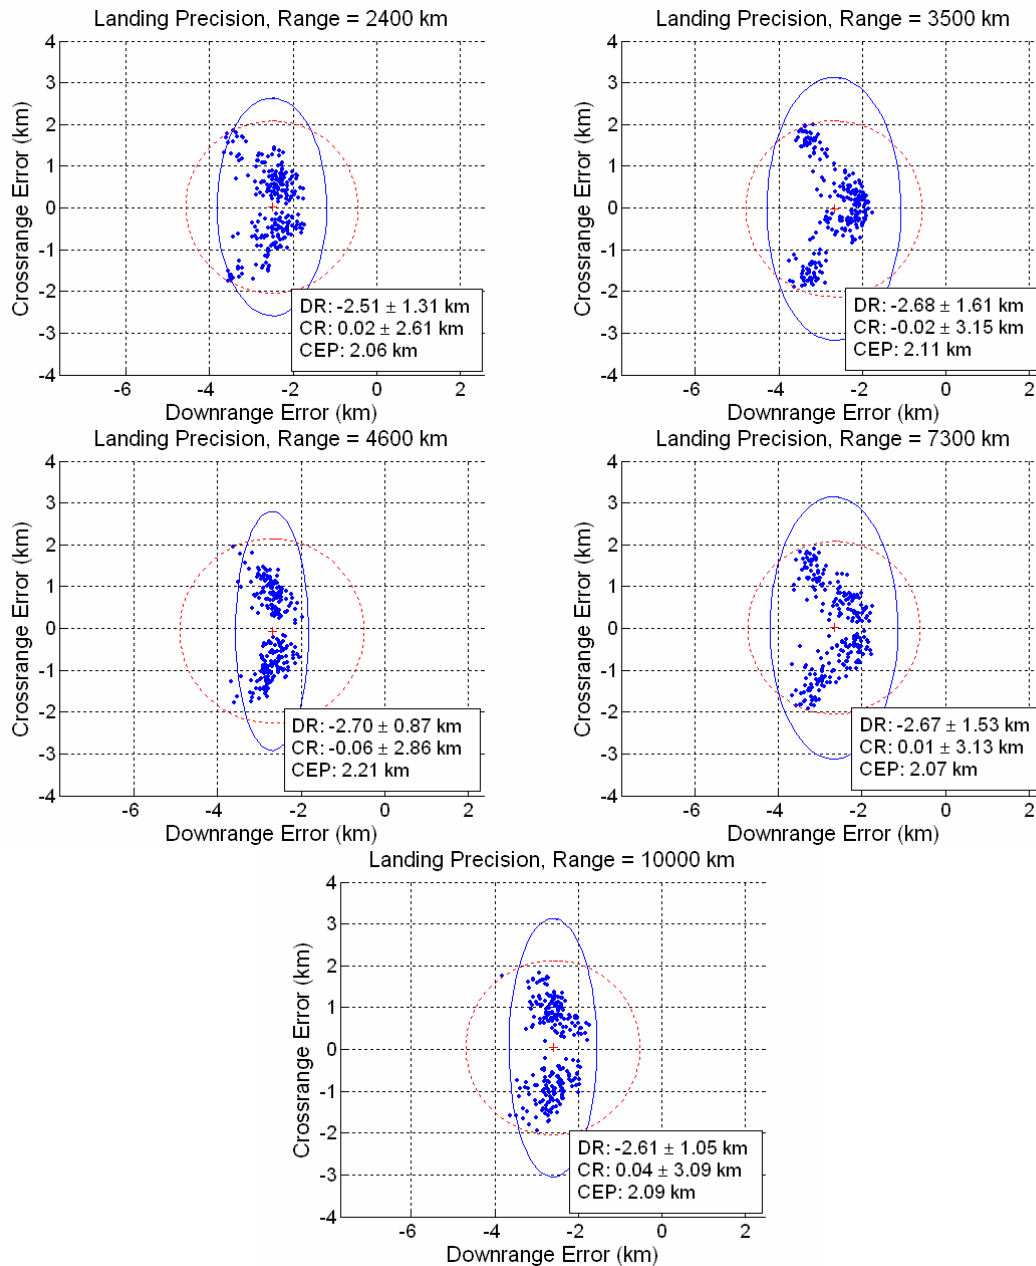 Landing Precision, Range = 2400 km
4
3
2
1
0
-1
-2
-3
-4
Crossrange Error (km)
DR: -2.51 ± 1.31 km
CR: 0.02 ± 2.61 km
CEP: 2.06 km
-6 -4 -2 0 2
Downrange Error (km)
Landing Precision, Range = 3500 km
4
3
2
1
0
-1
-2
-3
-4
Crossrange Error (km)
DR: -2.68 ± 1.61 km
CR: -0.02 ± 3.15 km
CEP: 2.11 km
-6 -4 -2 0 2
Downrange Error (km)
Landing Precision, Range = 4600 km
4
3
2
1
0
-1
-2
-3
-4
Crossrange Error (km)
DR: -2.70 ± 0.87 km
CR: -0.06 ± 2.86 km
CEP: 2.21 km
-6 -4 -2 0 2
Downrange Error (km)
Landing Precision, Range = 7300 km
4
3
2
1
0
-1
-2
-3
-4
Crossrange Error (km)
DR: -2.67 ± 1.53 km
CR: 0.01 ± 3.13 km
CEP: 2.07 km
-6 -4 -2 0 2
Downrange Error (km)
Landing Precision, Range = 10000 km
4
3
2
1
0
-1
-2
-3
-4
Crossrange Error (km)
DR: -2.61 ± 1.05 km
CR: 0.04 ± 3.09 km
CEP: 2.09 km
-6 -4 -2 0 2
Downrange Error (km)